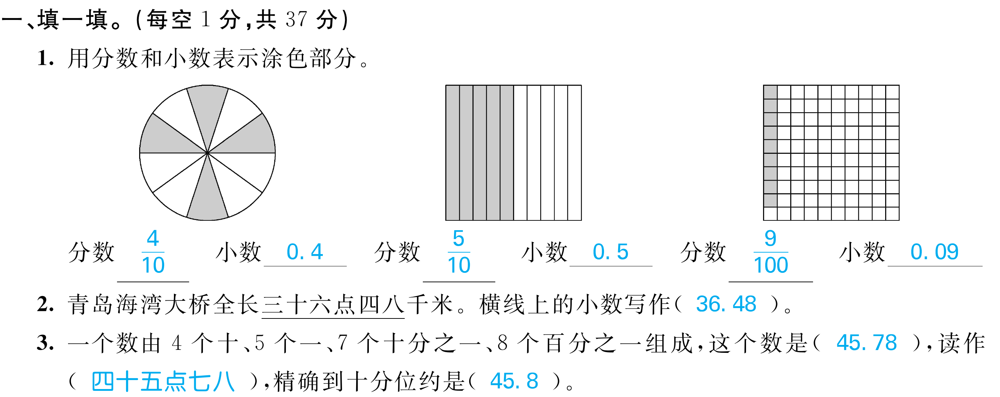 一、填一填。(每空 1 分,共 37 分)
1. 用分数和小数表示涂色部分。
分数 4/10 小数 0.4 分数 5/10 小数 0.5 分数 9/100 小数 0.09
2. 青岛海湾大桥全长三十六点四八千米。横线上的小数写作( 36.48 )。
3. 一个数由 4 个十、5 个一、7 个十分之一、8 个百分之一组成,这个数是( 45.78 ),读作
( 四十五点七八 ),精确到十分位约是( 45.8 )。